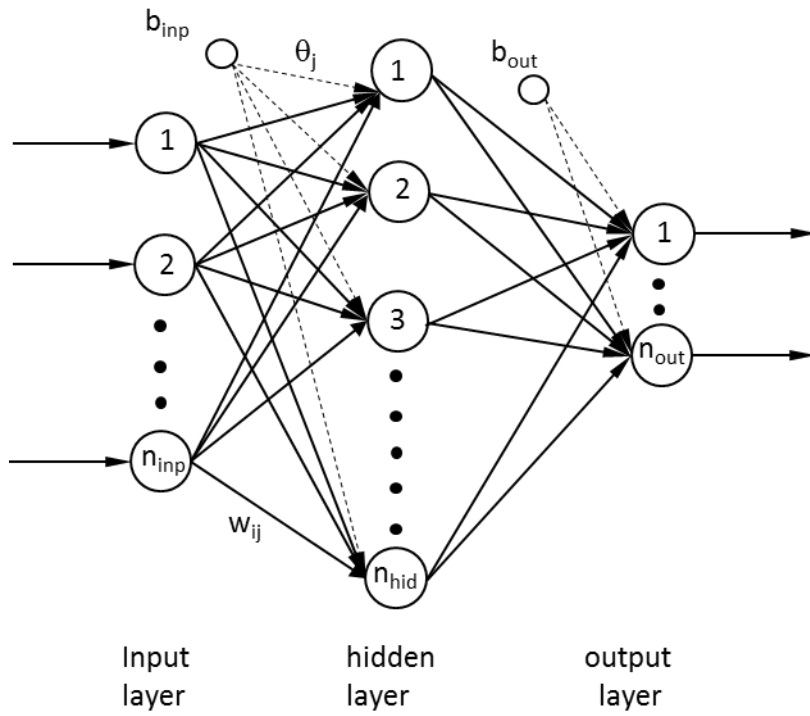 b_inp
θ_j
1
b_out
1
2
1
2
3
n_out
n_inp
w_ij
n_hid
Input hidden output
layer layer layer